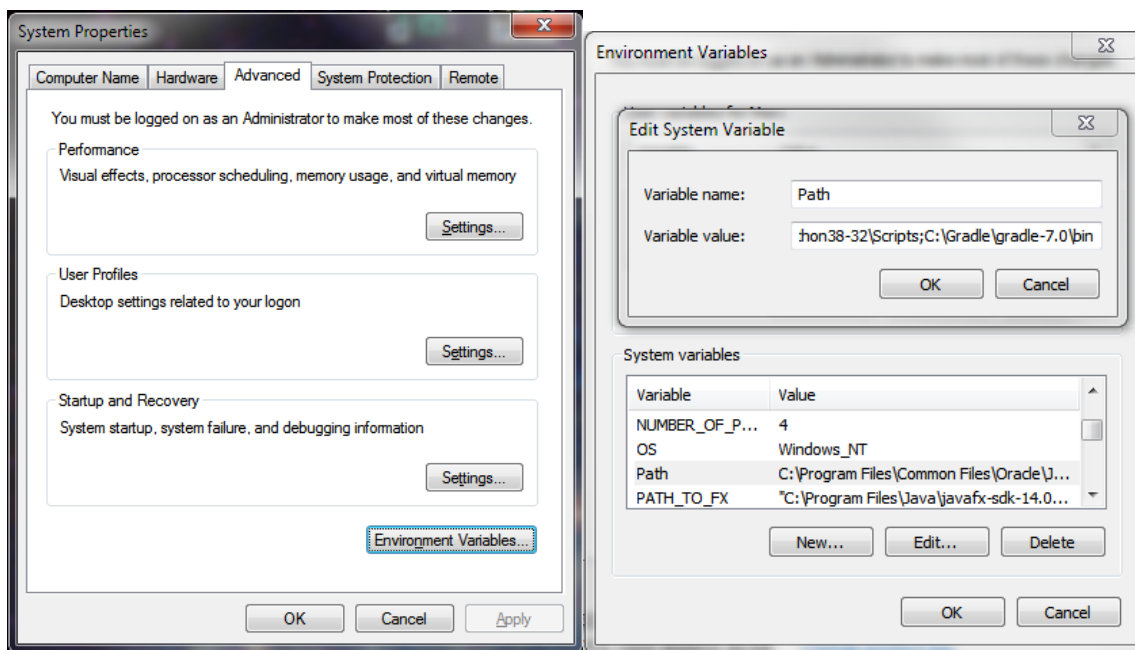 System Properties
Computer Name Hardware Advanced System Protection Remote
You must be logged on as an Administrator to make most of these changes.
Performance
Visual effects, processor scheduling, memory usage, and virtual memory
Settings...
User Profiles
Desktop settings related to your logon
Settings...
Startup and Recovery
System startup, system failure, and debugging information
Settings...
Environment Variables...
OK Cancel Apply
Environment Variables
Edit System Variable
Variable name: Path
Variable value: :hon38-32\Scripts;C:\Gradle\gradle-7.0\bin
OK Cancel
System variables
Variable Value
NUMBER_OF_P... 4
OS Windows_NT
Path C:\Program Files\Common Files\Oracle\J...
PATH_TO_FX "C:\Program Files\Java\javafx-sdk-14.0...
New... Edit... Delete
OK Cancel